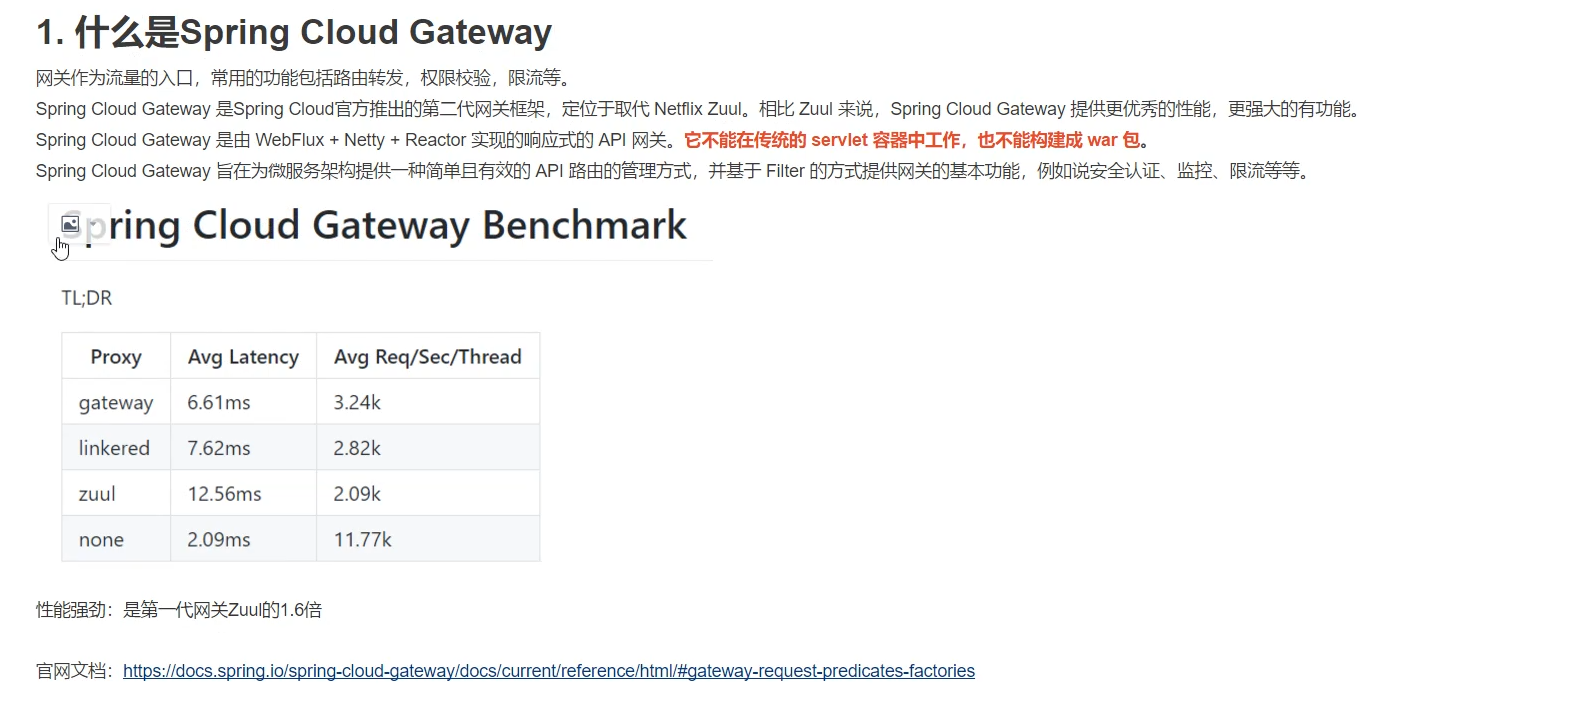 1. 什么是Spring Cloud Gateway
网关作为流量的入口，常用的功能包括路由转发，权限校验，限流等。
Spring Cloud Gateway 是Spring Cloud官方推出的第二代网关框架，定位于取代 Netflix Zuul。相比 Zuul 来说，Spring Cloud Gateway 提供更优秀的性能，更强大的有功能。
Spring Cloud Gateway 是由 WebFlux + Netty + Reactor 实现的响应式的 API 网关。它不能在传统的 servlet 容器中工作，也不能构建成 war 包。
Spring Cloud Gateway 旨在为微服务架构提供一种简单且有效的 API 路由的管理方式，并基于 Filter 的方式提供网关的基本功能，例如说安全认证、监控、限流等等。
Spring Cloud Gateway Benchmark
TL;DR
Proxy Avg Latency Avg Req/Sec/Thread
gateway 6.61ms 3.24k
linkered 7.62ms 2.82k
zuul 12.56ms 2.09k
none 2.09ms 11.77k
性能强劲：是第一代网关Zuul的1.6倍
官网文档：https://docs.spring.io/spring-cloud-gateway/docs/current/reference/html/#gateway-request-predicates-factories